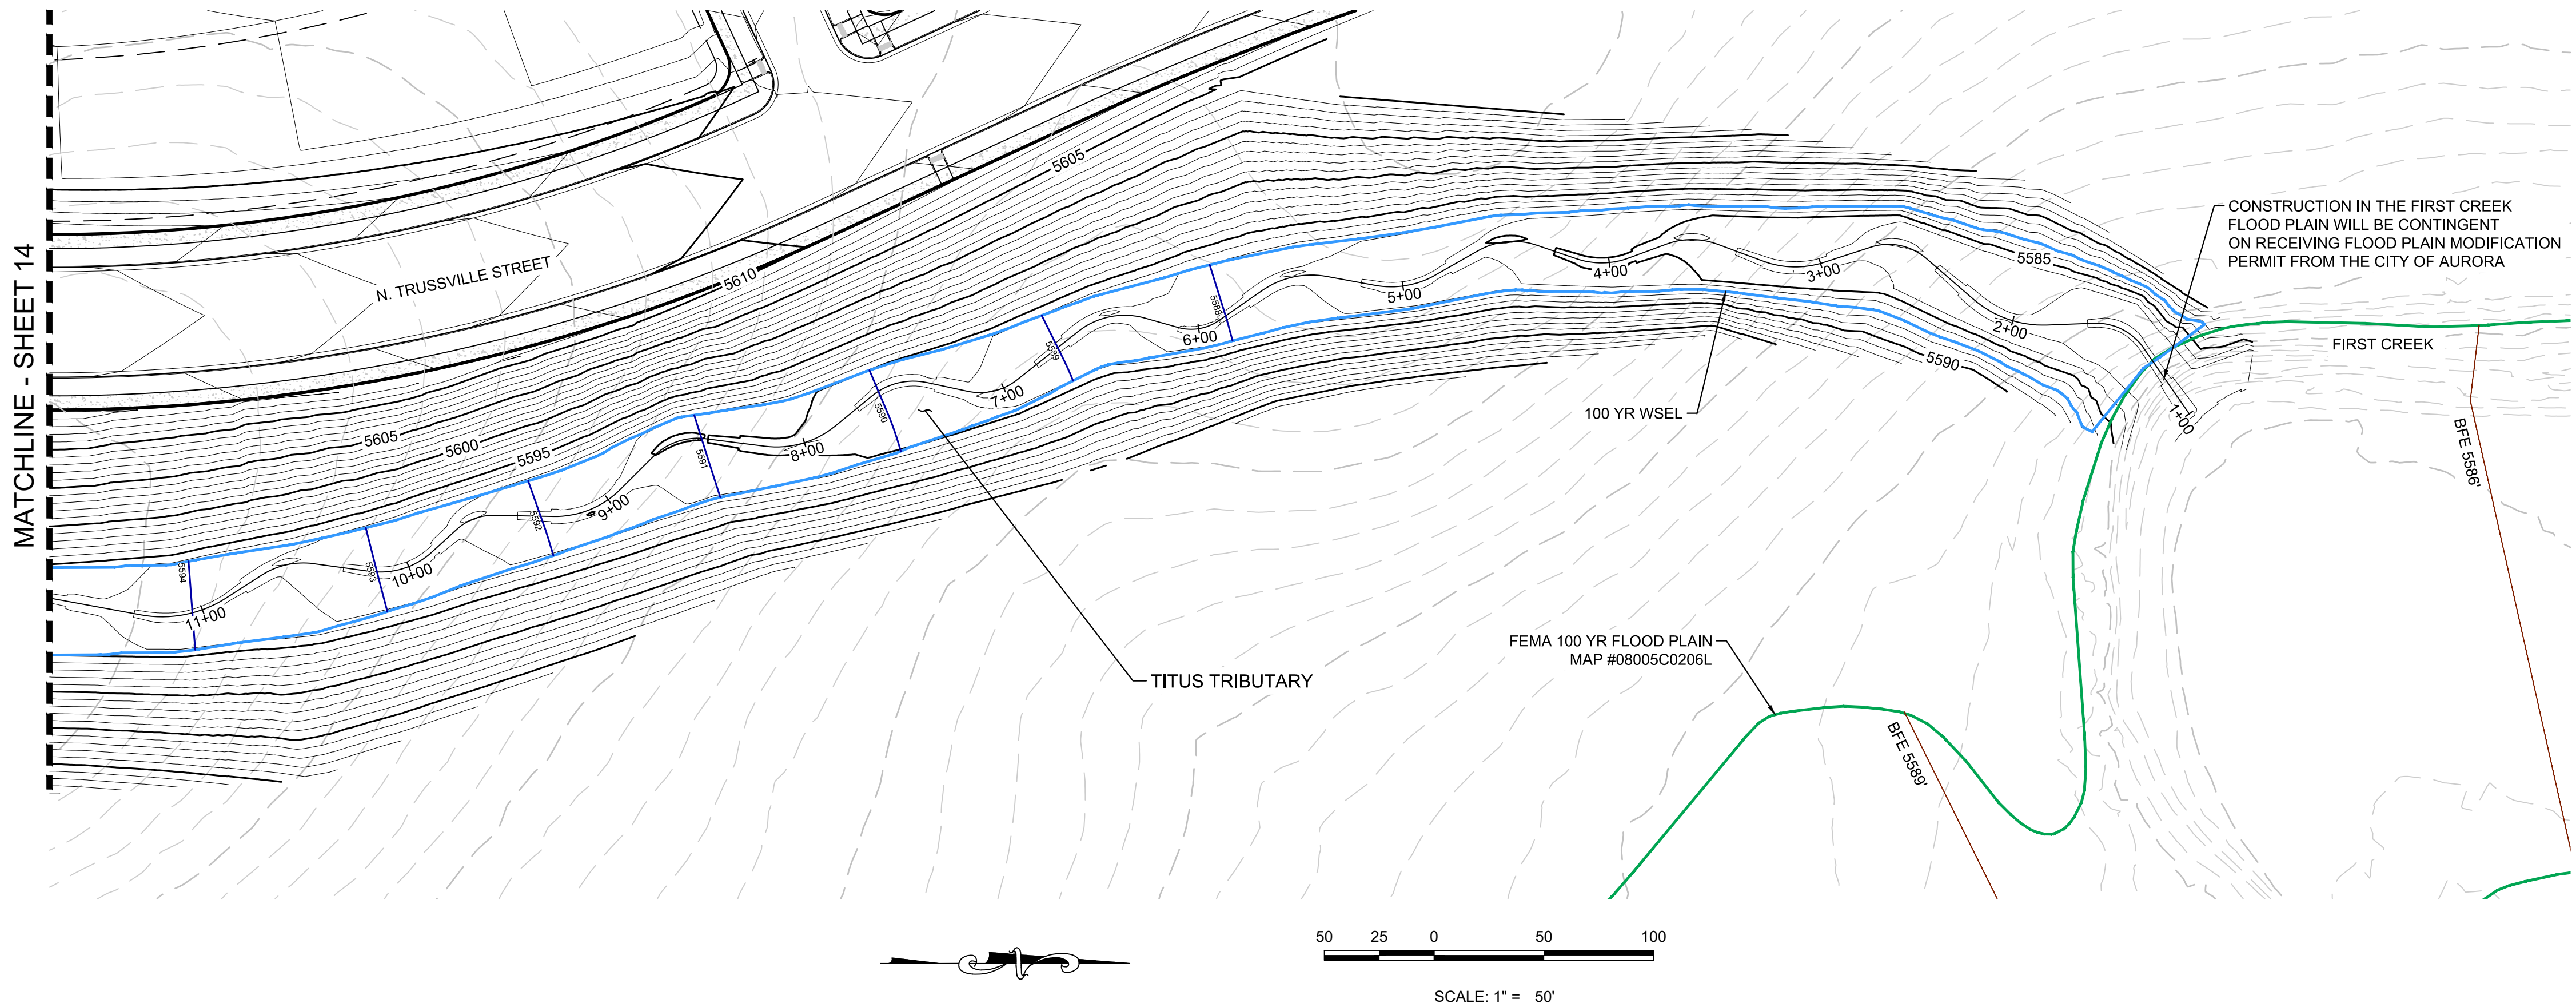 MATCHLINE - SHEET 14
N. TRUSSVILLE STREET
5605
5610
5605
5600
5595
5585
5590
CONSTRUCTION IN THE FIRST CREEK
FLOOD PLAIN WILL BE CONTINGENT
ON RECEIVING FLOOD PLAIN MODIFICATION
PERMIT FROM THE CITY OF AURORA
FIRST CREEK
11+00
10+00
9+00
8+00
7+00
6+00
5+00
4+00
3+00
2+00
1+00
5594
5593
5592
5591
5590
5589
5588
100 YR WSEL
BFE 5586'
FEMA 100 YR FLOOD PLAIN
MAP #08005C0206L
TITUS TRIBUTARY
BFE 5589'
50 25 0 50 100
SCALE: 1" = 50'